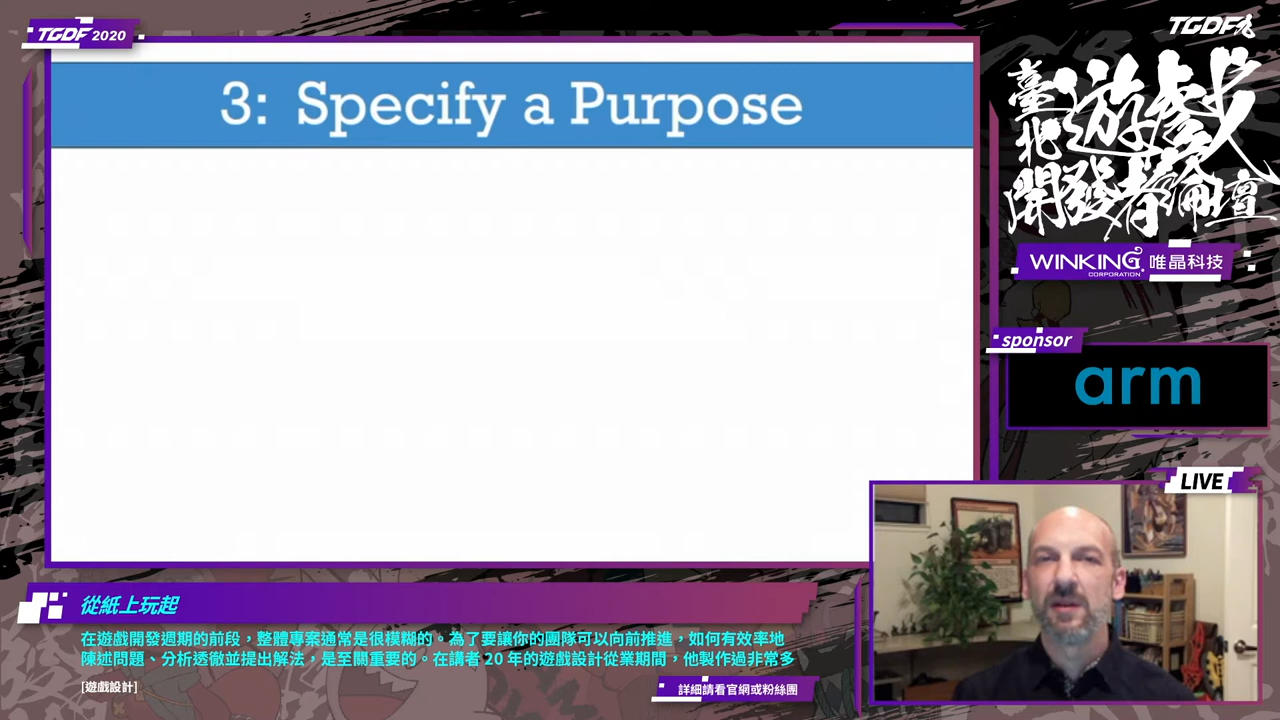 TGDF 2020
TGDF
3: Specify a Purpose
臺北
遊戲
開發者論壇
WINKING
CORPORATION
唯晶科技
sponsor
arm
LIVE
從紙上玩起
在遊戲開發週期的前段，整體專案通常是很模糊的。為了要讓你的團隊可以向前推進，如何有效率地
陳述問題、分析透徹並提出解法，是至關重要的。在講者 20 年的遊戲設計從業期間，他製作過非常多
[遊戲設計]
詳細請看官網或粉絲團